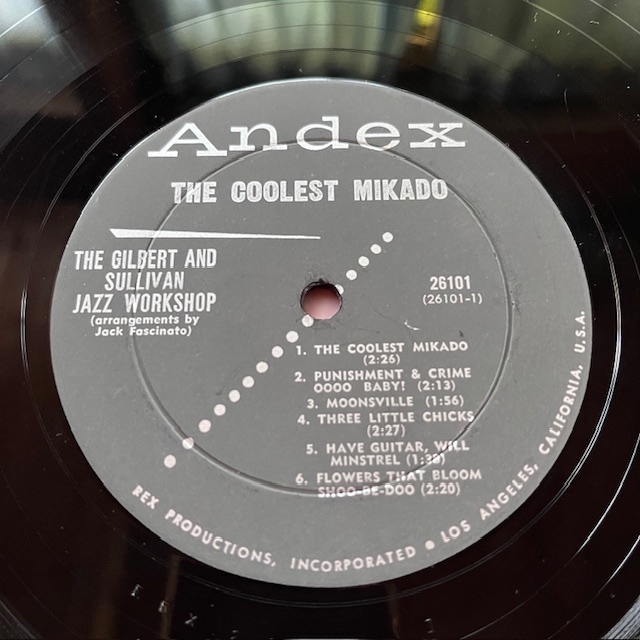 Andex
THE COOLEST MIKADO
THE GILBERT AND
SULLIVAN
JAZZ WORKSHOP
(arrangements by
Jack Fascinato)
26101
(26101-1)
1. THE COOLEST MIKADO
(2:26)
2. PUNISHMENT & CRIME
OOOO BABY! (2:13)
3. MOONSVILLE (1:56)
4. THREE LITTLE CHICKS
(2:27)
5. HAVE GUITAR, WILL
MINSTREL
6. FLOWERS THAT BLOOM
SHOO-BE-DOO (2:20)
REX PRODUCTIONS, INCORPORATED • LOS ANGELES, CALIFORNIA, U.S.A.